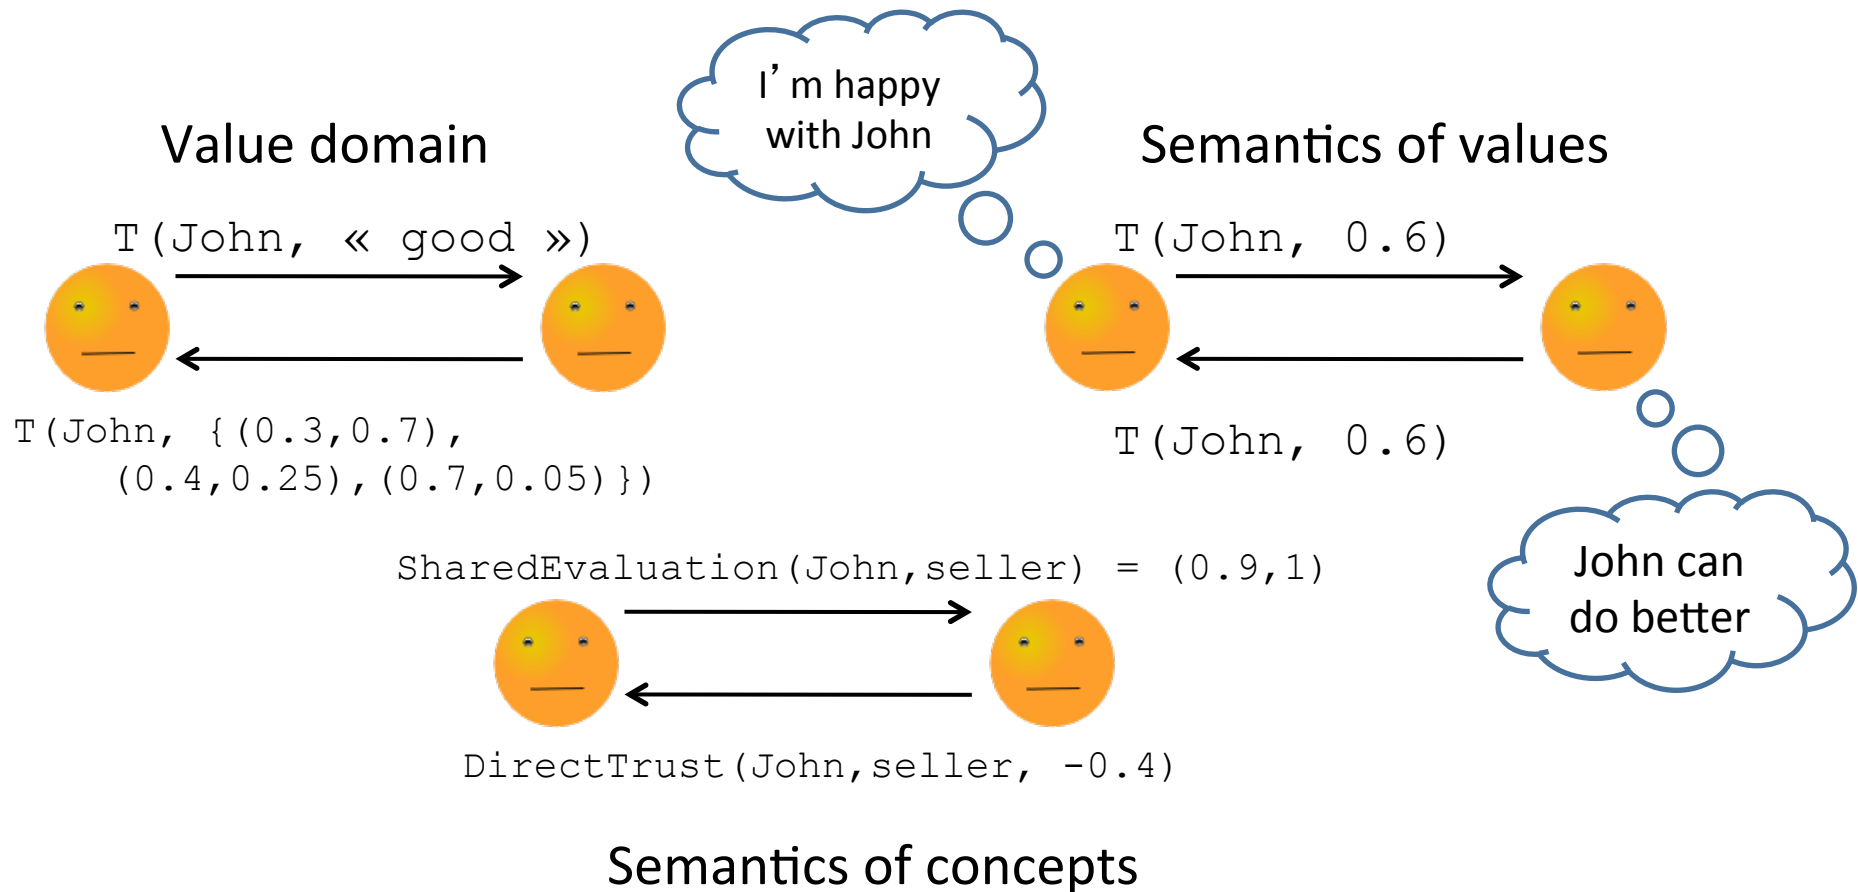 Value domain
T(John, « good »)
T(John, {(0.3,0.7),
(0.4,0.25),(0.7,0.05)})
I’m happy
with John
Semantics of values
T(John, 0.6)
T(John, 0.6)
John can
do better
SharedEvaluation(John,seller) = (0.9,1)
DirectTrust(John,seller, -0.4)
Semantics of concepts